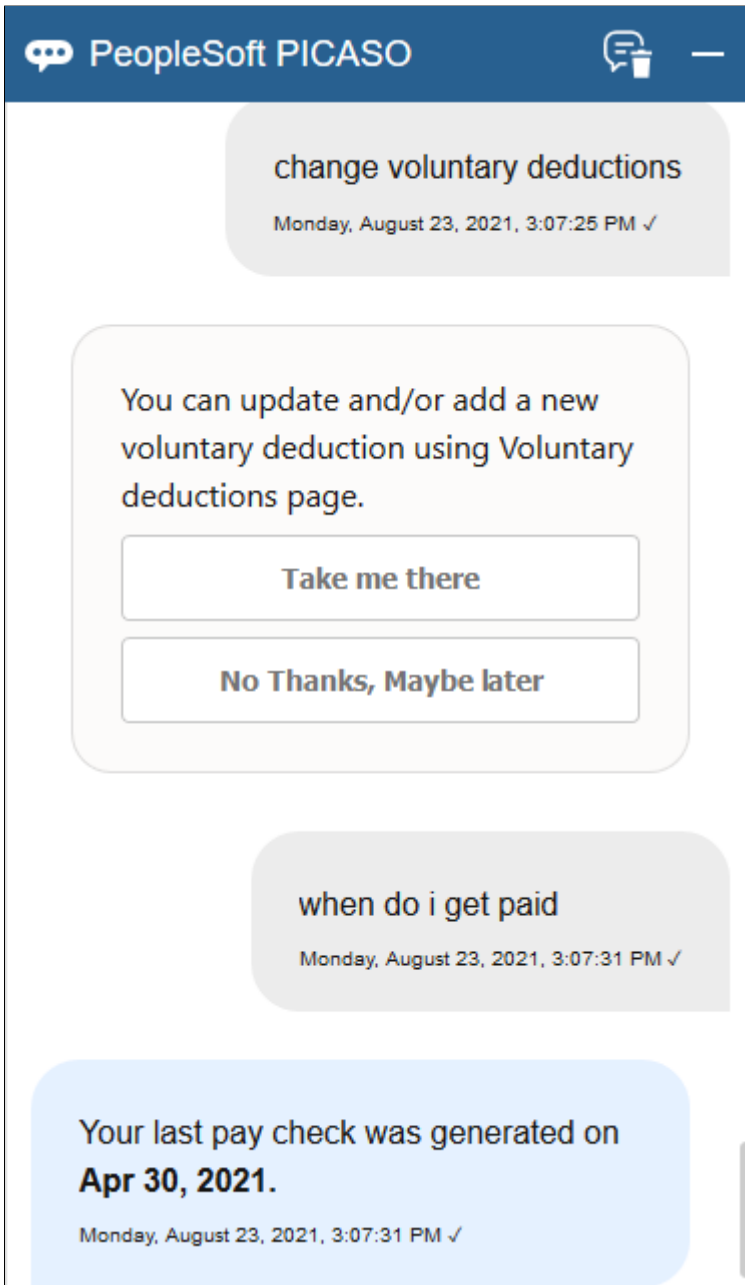 PeopleSoft PICASO
change voluntary deductions
Monday, August 23, 2021, 3:07:25 PM ✓
You can update and/or add a new
voluntary deduction using Voluntary
deductions page.
Take me there
No Thanks, Maybe later
when do i get paid
Monday, August 23, 2021, 3:07:31 PM ✓
Your last pay check was generated on
Apr 30, 2021.
Monday, August 23, 2021, 3:07:31 PM ✓